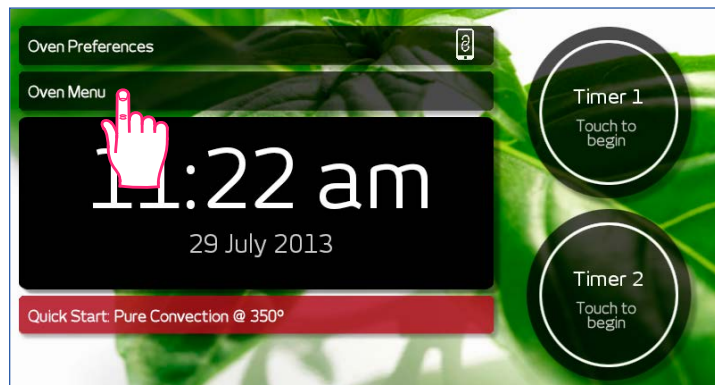 Oven Preferences
Oven Menu
11:22 am
29 July 2013
Quick Start: Pure Convection @ 350º
Timer 1
Touch to
begin
Timer 2
Touch to
begin